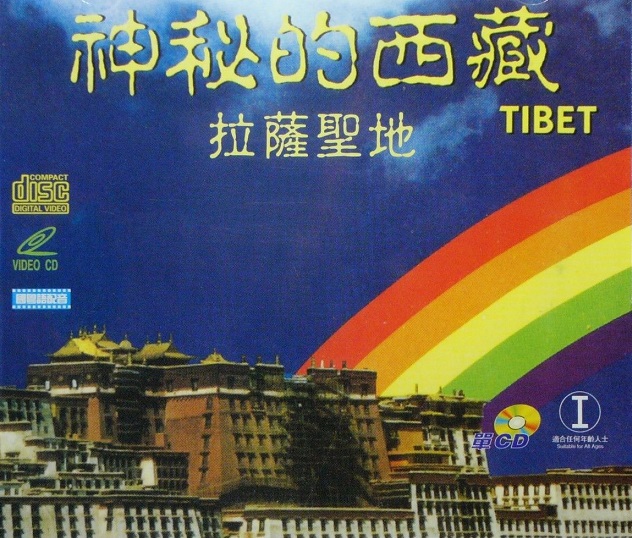 神秘的西藏
TIBET
拉薩聖地
COMPACT
disc
DIGITAL VIDEO
VIDEO CD
國粵語配音
單CD
I
適合任何年齡人士
Suitable for All Ages